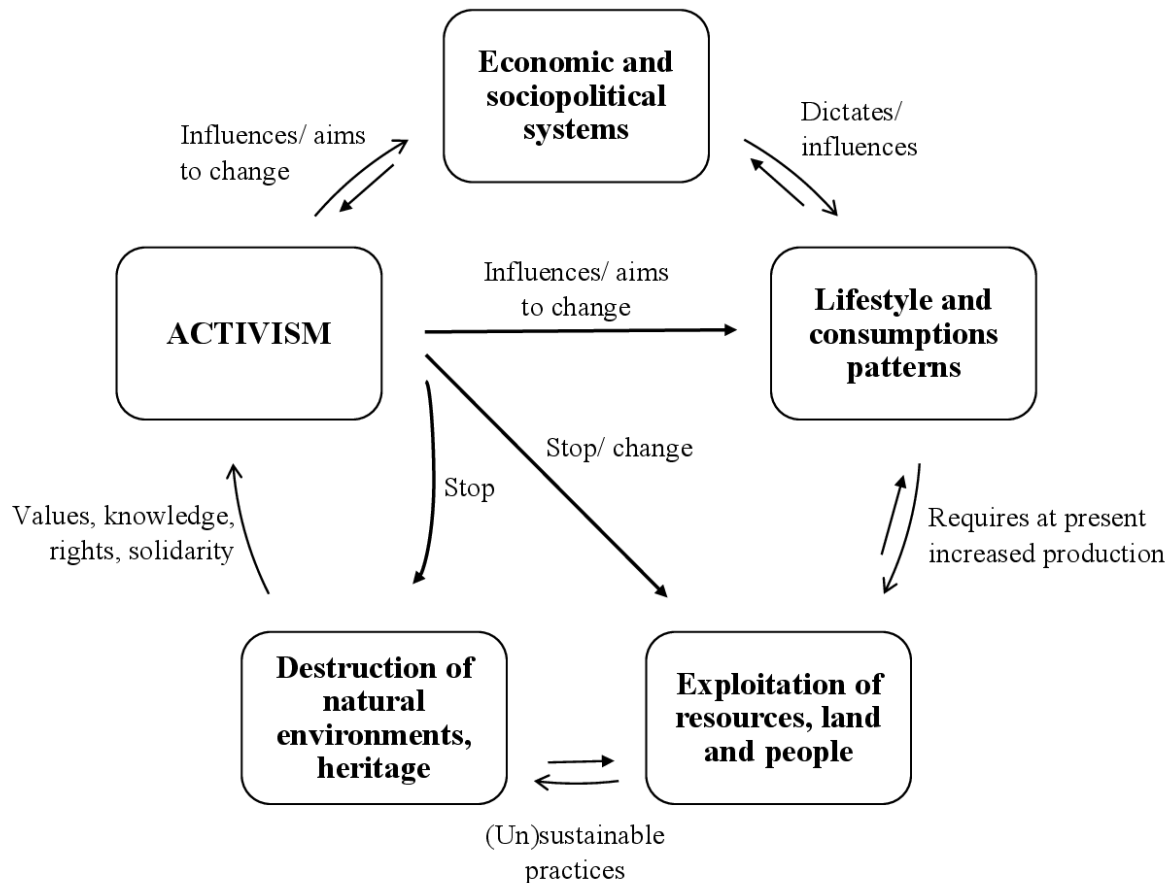 Economic and
sociopolitical
systems
Influences/ aims
to change
Dictates/
influences
ACTIVISM
Influences/ aims
to change
Lifestyle and
consumptions
patterns
Stop/ change
Stop
Values, knowledge,
rights, solidarity
Requires at present
increased production
Destruction of
natural
environments,
heritage
Exploitation of
resources, land
and people
(Un)sustainable
practices